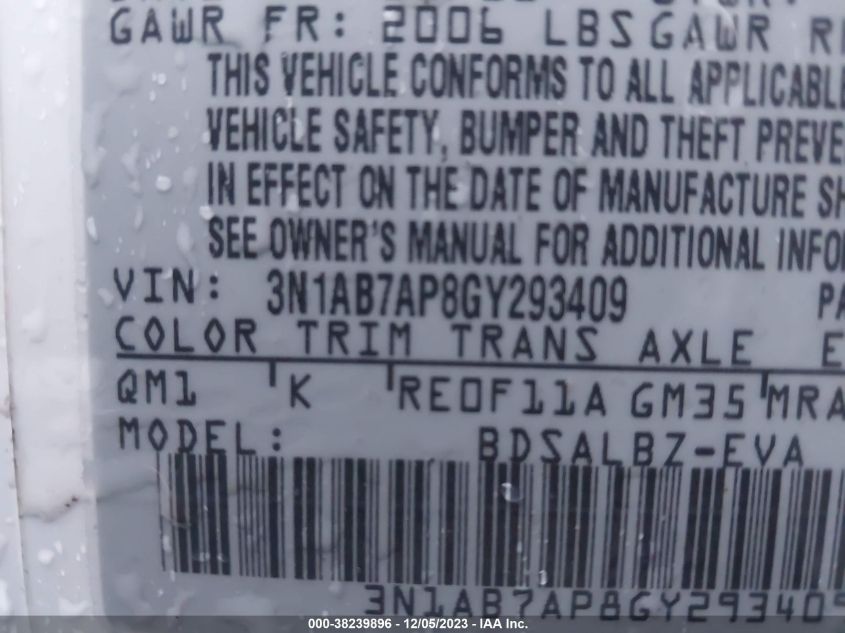 GAWR FR: 2006 LBS GAWR
THIS VEHICLE CONFORMS TO ALL APPLICABLE
VEHICLE SAFETY, BUMPER AND THEFT PREVE
IN EFFECT ON THE DATE OF MANUFACTURE SH
SEE OWNER'S MANUAL FOR ADDITIONAL INFO
VIN: 3N1AB7AP8GY293409 PA
COLOR TRIM TRANS AXLE E
QM1 K RE0F11A GM35 MRA
MODEL: BDSALBZ-EVA
3N1AB7AP8GY293409
000-38239896 - 12/05/2023 - IAA Inc.